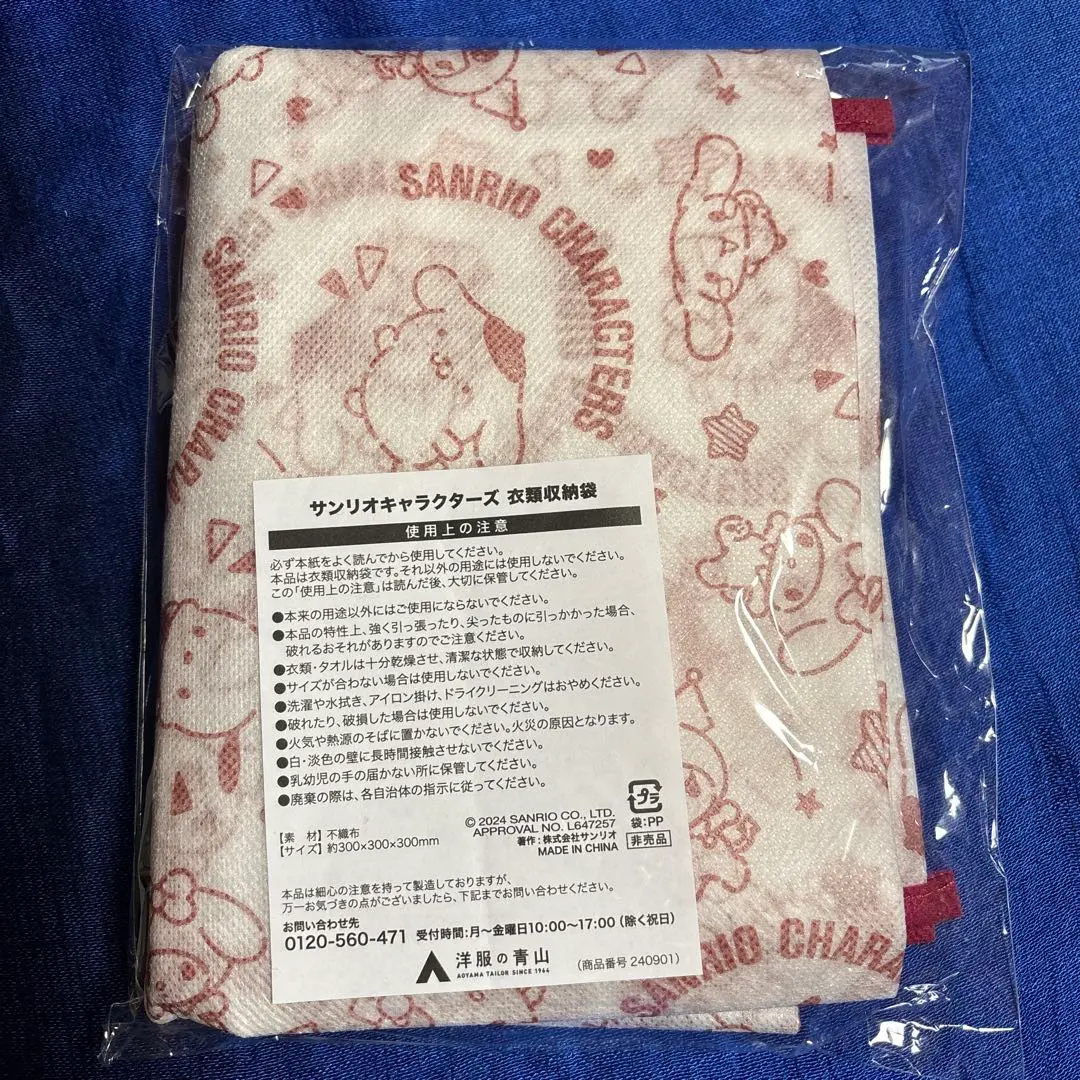 SANRIO CHARACTERS
SANRIO CHARA
サンリオキャラクターズ 衣類収納袋
使用上の注意
必ず本紙をよく読んでから使用してください。
本品は衣類収納袋です。それ以外の用途には使用しないでください。
この「使用上の注意」は読んだ後、大切に保管してください。
●本来の用途以外にはご使用にならないでください。
●本品の特性上、強く引っ張ったり、尖ったものに引っかかった場合、
破れるおそれがありますのでご注意ください。
●衣類・タオルは十分乾燥させ、清潔な状態で収納してください。
●サイズが合わない場合は使用しないでください。
●洗濯や水拭き、アイロン掛け、ドライクリーニングはおやめください。
●破れたり、破損した場合は使用しないでください。
●火気や熱源のそばに置かないでください。火災の原因となります。
●白・淡色の壁に長時間接触させないでください。
●乳幼児の手の届かない所に保管してください。
●廃棄の際は、各自治体の指示に従ってください。
【素 材】不織布
【サイズ】約300×300×300mm
© 2024 SANRIO CO., LTD.
APPROVAL NO. L647257
著作:株式会社サンリオ
MADE IN CHINA
プラ
袋:PP
非売品
本品は細心の注意を持って製造しておりますが、
万一お気づきの点がございましたら、下記までお問い合わせください。
お問い合わせ先
0120-560-471 受付時間:月~金曜日10:00~17:00(除く祝日)
洋服の青山
AOYAMA TAILOR SINCE 1964
(商品番号 240901)
SANRIO CHARA